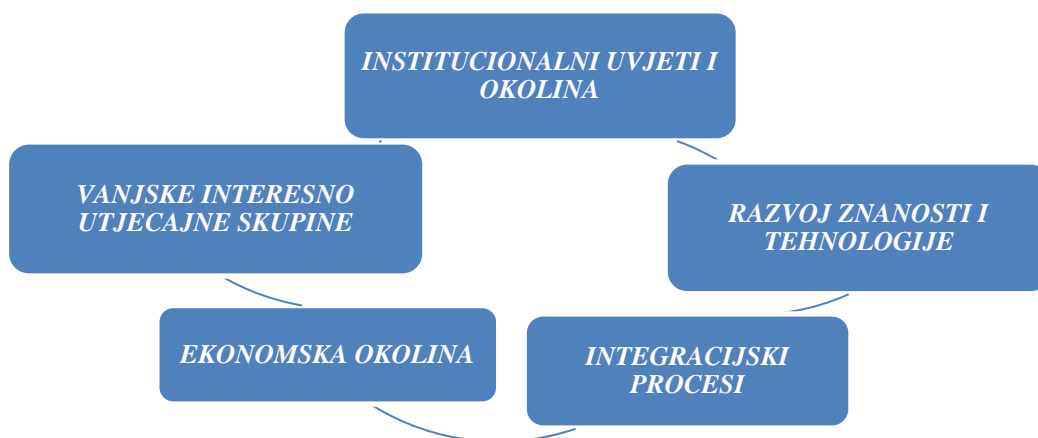 INSTITUCIONALNI UVJETI I
OKOLINA
VANJSKE INTERESNO
UTJECAJNE SKUPINE
RAZVOJ ZNANOSTI I
TEHNOLOGIJE
EKONOMSKA OKOLINA
INTEGRACIJSKI
PROCESI